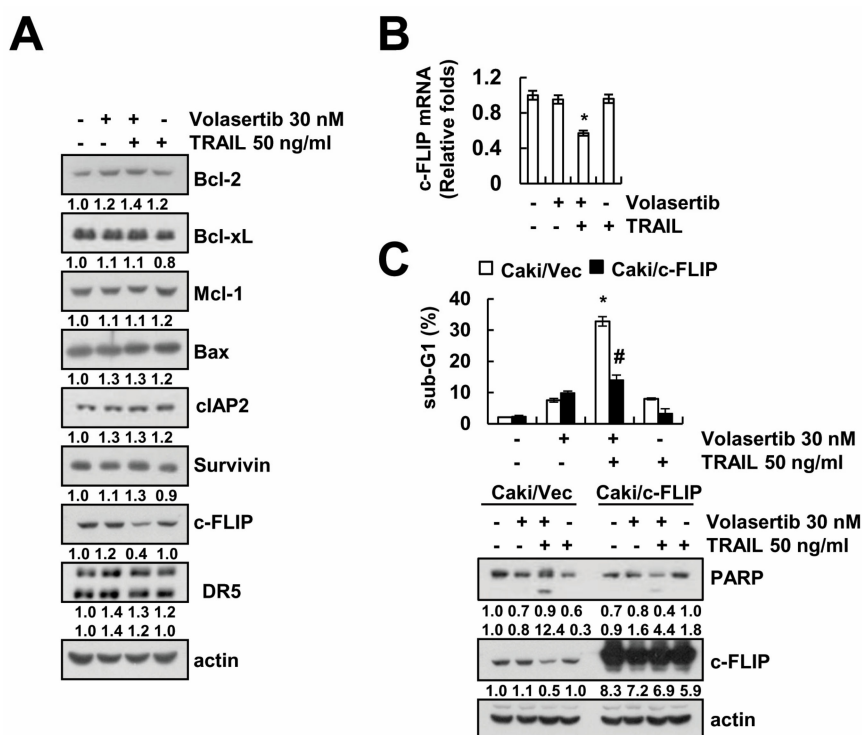 A
- + + - Volasertib 30 nM
- - + + TRAIL 50 ng/ml
Bcl-2
1.0 1.2 1.4 1.2
Bcl-xL
1.0 1.1 1.1 0.8
Mcl-1
1.0 1.1 1.1 1.2
Bax
1.0 1.3 1.3 1.2
cIAP2
1.0 1.3 1.3 1.2
Survivin
1.0 1.1 1.3 0.9
c-FLIP
1.0 1.2 0.4 1.0
DR5
1.0 1.4 1.3 1.2
1.0 1.4 1.2 1.0
actin
B
c-FLIP mRNA
(Relative folds)
1.2
0.8
0.4
0
*
- + + - Volasertib
- - + + TRAIL
C
Caki/Vec Caki/c-FLIP
sub-G1 (%)
40
30
20
10
0
*
#
- + + - Volasertib 30 nM
- - + + TRAIL 50 ng/ml
Caki/Vec Caki/c-FLIP
- + + - - + + - Volasertib 30 nM
- - + + - - + + TRAIL 50 ng/ml
PARP
1.0 0.7 0.9 0.6 0.7 0.8 0.4 1.0
1.0 0.8 12.4 0.3 0.9 1.6 4.4 1.8
c-FLIP
1.0 1.1 0.5 1.0 8.3 7.2 6.9 5.9
actin